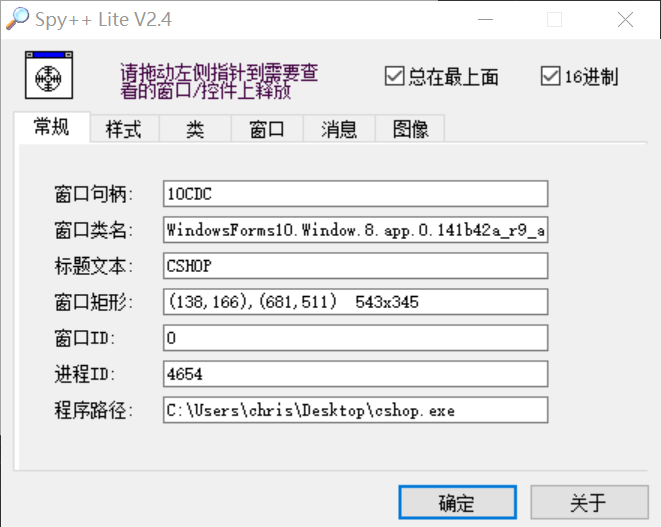 Spy++ Lite V2.4
请拖动左侧指针到需要查
看的窗口/控件上释放
总在最上面
16进制
常规 样式 类 窗口 消息 图像
窗口句柄: 10CDC
窗口类名: WindowsForms10.Window.8.app.0.141b42a_r9_a
标题文本: CSHOP
窗口矩形: (138,166),(681,511) 543x345
窗口ID: 0
进程ID: 4654
程序路径: C:\Users\chris\Desktop\cshop.exe
确定 关于